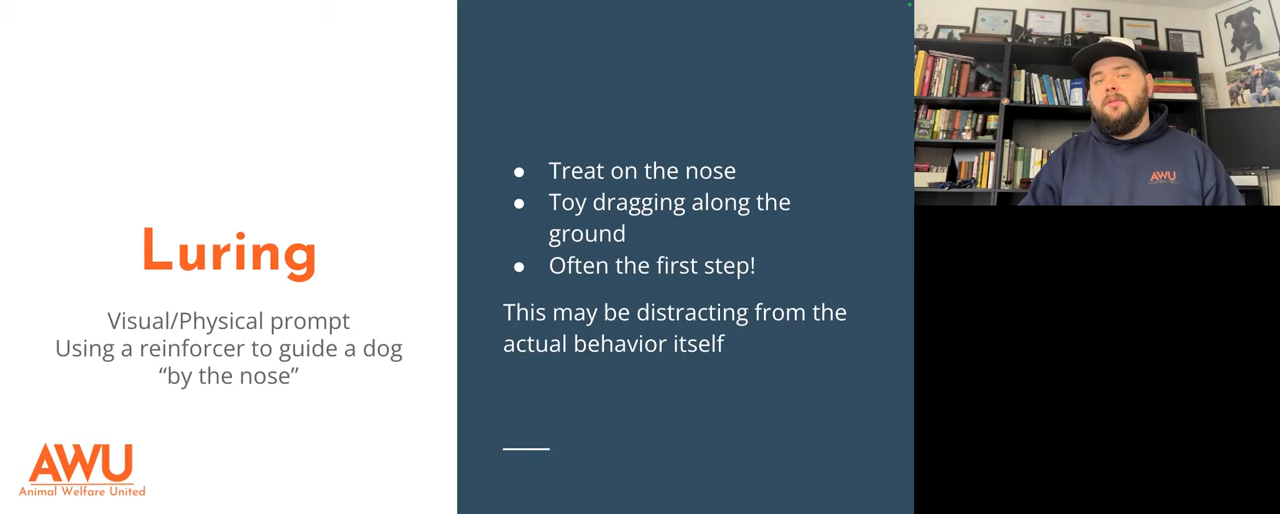 Luring
Visual/Physical prompt
Using a reinforcer to guide a dog
“by the nose”
AWU
Animal Welfare United
● Treat on the nose
● Toy dragging along the
ground
● Often the first step!
This may be distracting from the
actual behavior itself
AWU